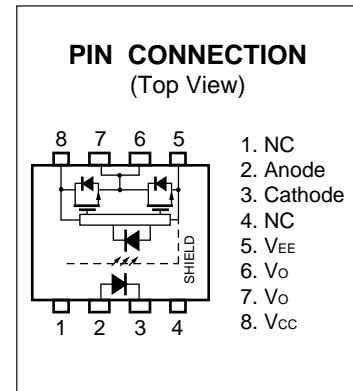 PIN CONNECTION
(Top View)
8 7 6 5
SHIELD
1 2 3 4
1. NC
2. Anode
3. Cathode
4. NC
5. VEE
6. VO
7. VO
8. VCC